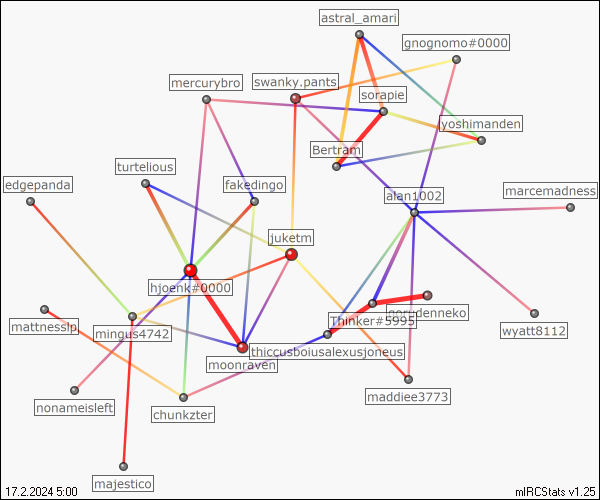 astral_amari
gnognomo#0000
mercurybro
swanky.pants
sorapie
yoshimanden
Bertram
turtelious
edgepanda
fakedingo
alan1002
marcemadness
juketm
hjoenk#0000
Thinker#5995
mattnesslp
mingus4742
wyatt8112
thiccusboiusalexusjoneus
moonraven
maddiee3773
nonameisleft
chunkzter
majestico
17.2.2024 5:00
mIRCStats v1.25